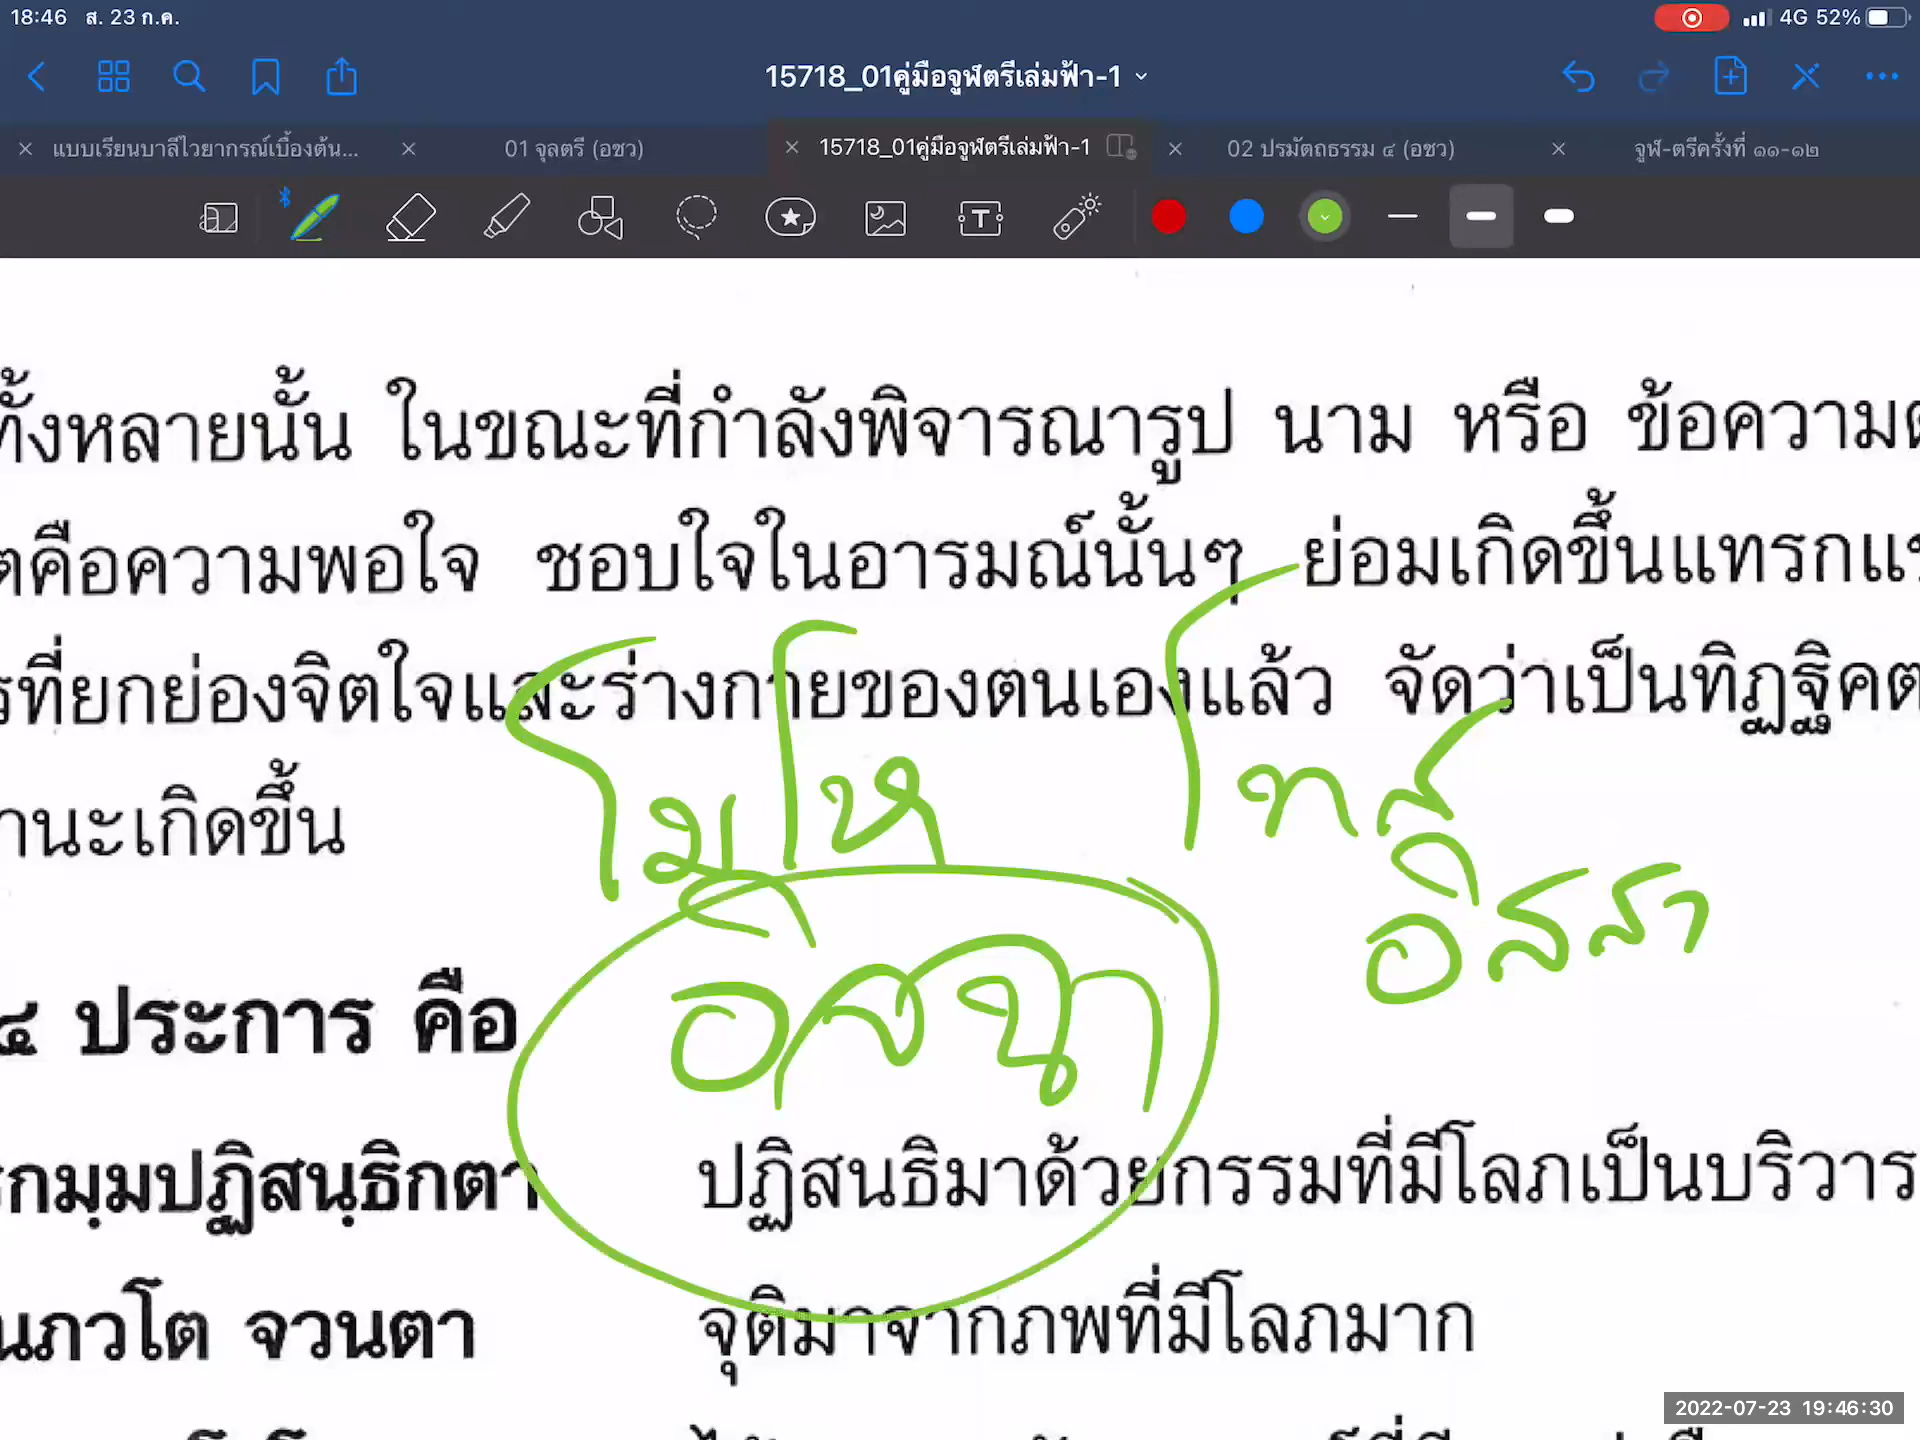 18:46 ส. 23 ก.ค.
4G 52%
15718_01คู่มือจูฬตรีเล่มฟ้า-1
แบบเรียนบาลีไวยากรณ์เบื้องต้น...
01 จุลตรี (อชว)
15718_01คู่มือจูฬตรีเล่มฟ้า-1
02 ปรมัตถธรรม ๔ (อชว)
จูฬ-ตรีครั้งที่ ๑๑-๑๒
ทั้งหลายนั้น ในขณะที่กำลังพิจารณารูป นาม หรือ ข้อความ
คือความพอใจ ชอบใจในอารมณ์นั้นๆ ย่อมเกิดขึ้นแทรก
ที่ยกย่องจิตใจและร่างกายของตนเองแล้ว จัดว่าเป็นทิฏฐิคต
านะเกิดขึ้น
โมโห โทส
อิสสา
อิจฉา
๔ ประการ คือ
กมฺมปฏิสนฺธิกตา ปฏิสนธิมาด้วยกรรมที่มีโลภเป็นบริวาร
นภวโต จวนตา จุติมาจากภพที่มีโลภมาก
2022-07-23 19:46:30